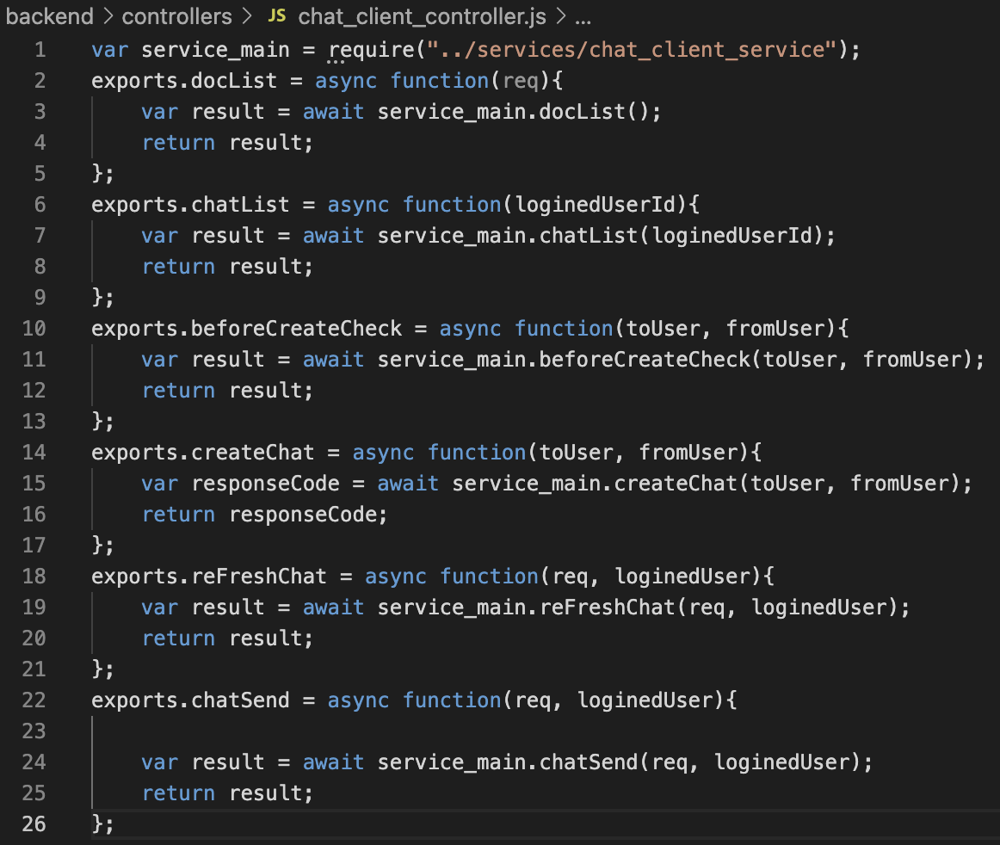 backend > controllers > JS chat_client_controller.js > ...
1 var service_main = require("../services/chat_client_service");
2 exports.docList = async function(req){
3 var result = await service_main.docList();
4 return result;
5 };
6 exports.chatList = async function(loginedUserId){
7 var result = await service_main.chatList(loginedUserId);
8 return result;
9 };
10 exports.beforeCreateCheck = async function(toUser, fromUser){
11 var result = await service_main.beforeCreateCheck(toUser, fromUser);
12 return result;
13 };
14 exports.createChat = async function(toUser, fromUser){
15 var responseCode = await service_main.createChat(toUser, fromUser);
16 return responseCode;
17 };
18 exports.reFreshChat = async function(req, loginedUser){
19 var result = await service_main.reFreshChat(req, loginedUser);
20 return result;
21 };
22 exports.chatSend = async function(req, loginedUser){
23
24 var result = await service_main.chatSend(req, loginedUser);
25 return result;
26 };